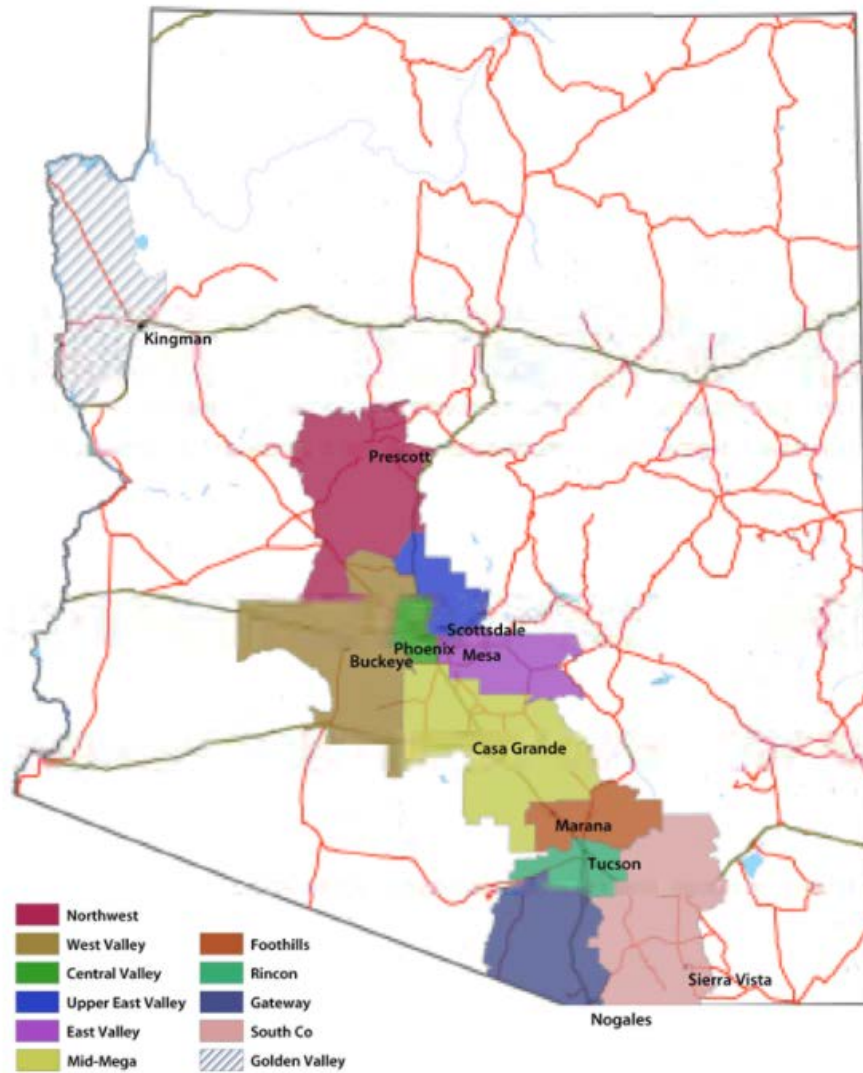 Kingman
Prescott
Scottsdale
Phoenix
Mesa
Buckeye
Casa Grande
Marana
Tucson
Sierra Vista
Nogales
Northwest
West Valley
Central Valley
Upper East Valley
East Valley
Mid-Mega
Foothills
Rincon
Gateway
South Co
Golden Valley